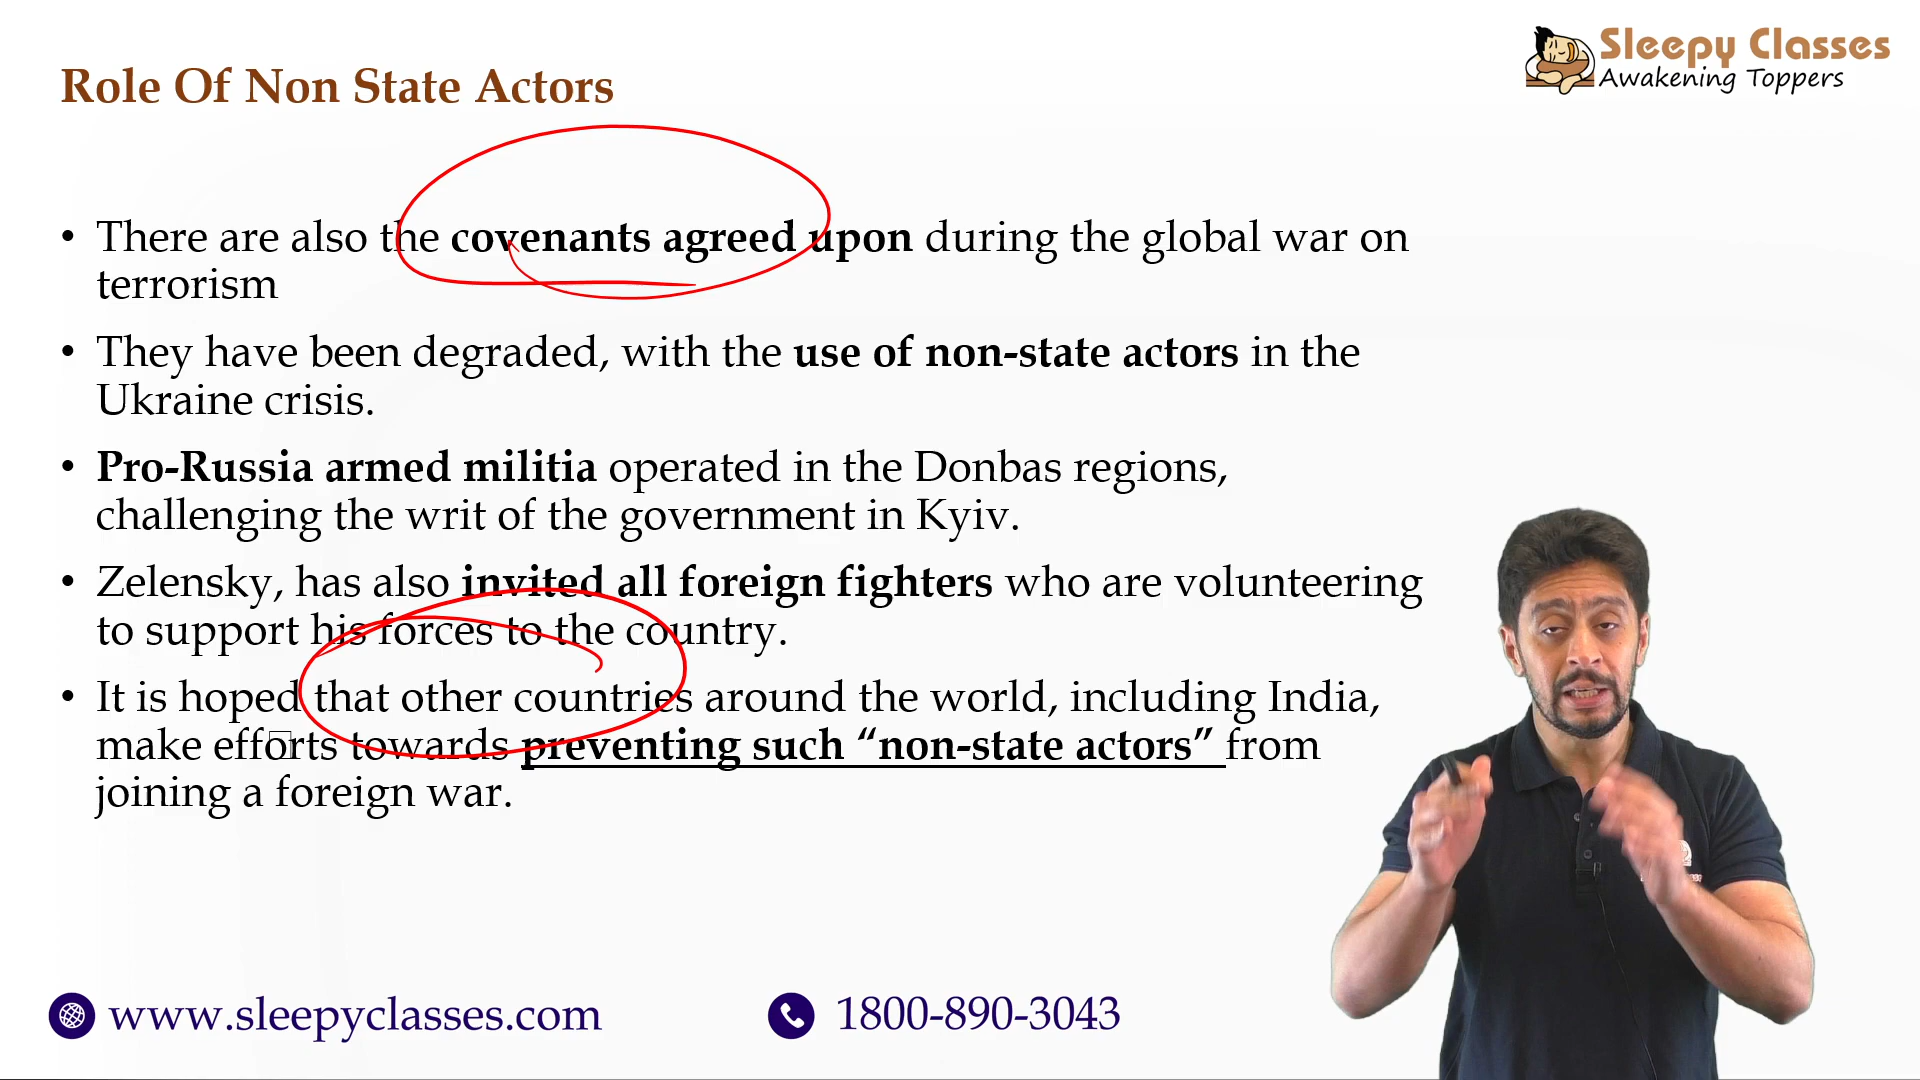 Sleepy Classes
Awakening Toppers
Role Of Non State Actors
• There are also the covenants agreed upon during the global war on
terrorism
• They have been degraded, with the use of non-state actors in the
Ukraine crisis.
• Pro-Russia armed militia operated in the Donbas regions,
challenging the writ of the government in Kyiv.
• Zelensky, has also invited all foreign fighters who are volunteering
to support his forces to the country.
• It is hoped that other countries around the world, including India,
make efforts towards preventing such “non-state actors” from
joining a foreign war.
www.sleepyclasses.com
1800-890-3043